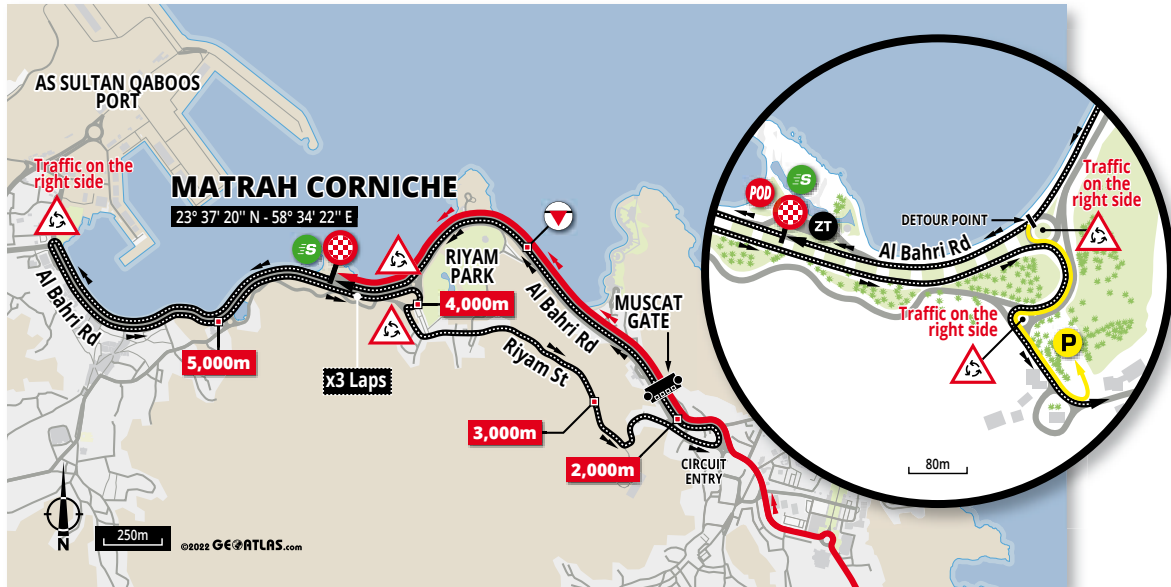 AS SULTAN QABOOS
PORT
Traffic on the
right side
MATRAH CORNICHE
23° 37' 20'' N - 58° 34' 22'' E
S
RIYAM
PARK
4,000m
Al Bahri Rd
Al Bahri Rd
MUSCAT
GATE
5,000m
x3 Laps
Riyam St
3,000m
2,000m
CIRCUIT
ENTRY
N
250m
©2022 GEOATLAS.com
POD
S
ZT
DETOUR POINT
Al Bahri Rd
Traffic
on the
right side
Traffic on the
right side
P
80m